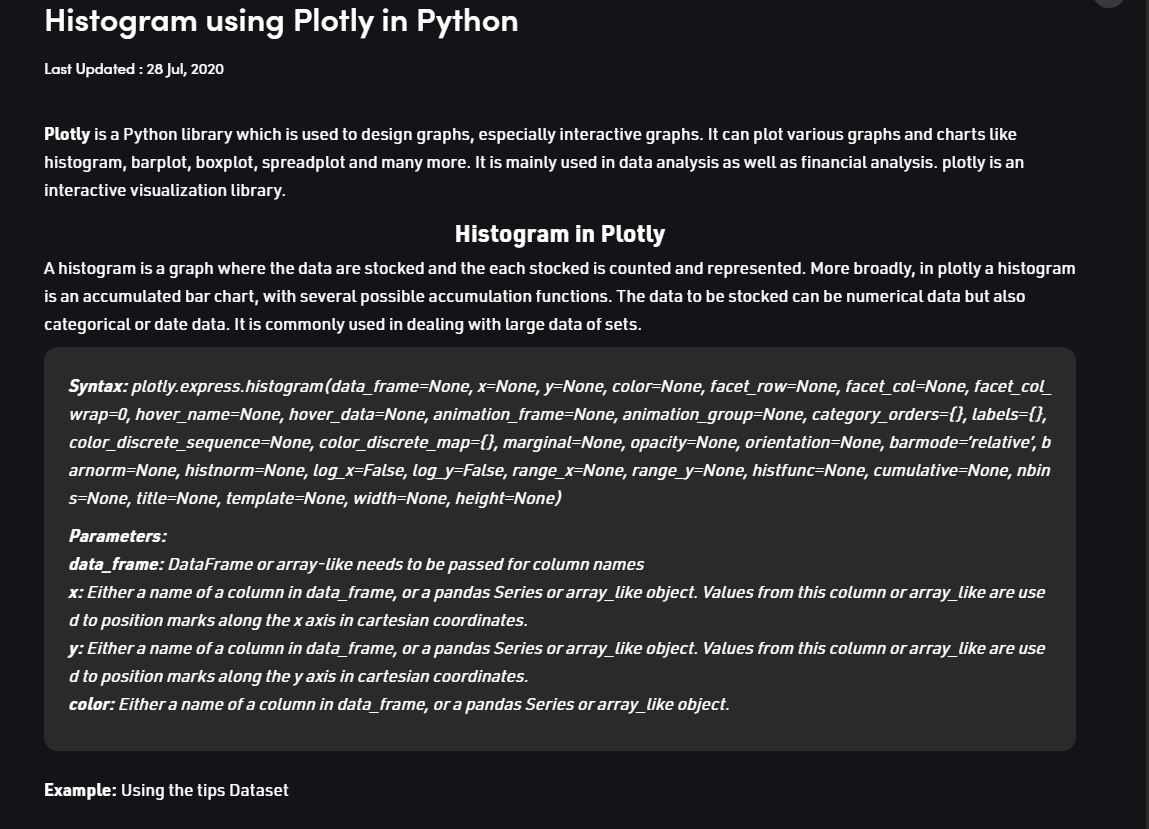 Histogram using Plotly in Python
Last Updated : 28 Jul, 2020
Plotly is a Python library which is used to design graphs, especially interactive graphs. It can plot various graphs and charts like
histogram, barplot, boxplot, spreadplot and many more. It is mainly used in data analysis as well as financial analysis. plotly is an
interactive visualization library.
Histogram in Plotly
A histogram is a graph where the data are stocked and the each stocked is counted and represented. More broadly, in plotly a histogram
is an accumulated bar chart, with several possible accumulation functions. The data to be stocked can be numerical data but also
categorical or date data. It is commonly used in dealing with large data of sets.
Syntax: plotly.express.histogram(data_frame=None, x=None, y=None, color=None, facet_row=None, facet_col=None, facet_col_
wrap=0, hover_name=None, hover_data=None, animation_frame=None, animation_group=None, category_orders={}, labels={},
color_discrete_sequence=None, color_discrete_map={}, marginal=None, opacity=None, orientation=None, barmode=’relative’, b
arnorm=None, histnorm=None, log_x=False, log_y=False, range_x=None, range_y=None, histfunc=None, cumulative=None, nbin
s=None, title=None, template=None, width=None, height=None)
Parameters:
data_frame: DataFrame or array-like needs to be passed for column names
x: Either a name of a column in data_frame, or a pandas Series or array_like object. Values from this column or array_like are use
d to position marks along the x axis in cartesian coordinates.
y: Either a name of a column in data_frame, or a pandas Series or array_like object. Values from this column or array_like are use
d to position marks along the y axis in cartesian coordinates.
color: Either a name of a column in data_frame, or a pandas Series or array_like object.
Example: Using the tips Dataset